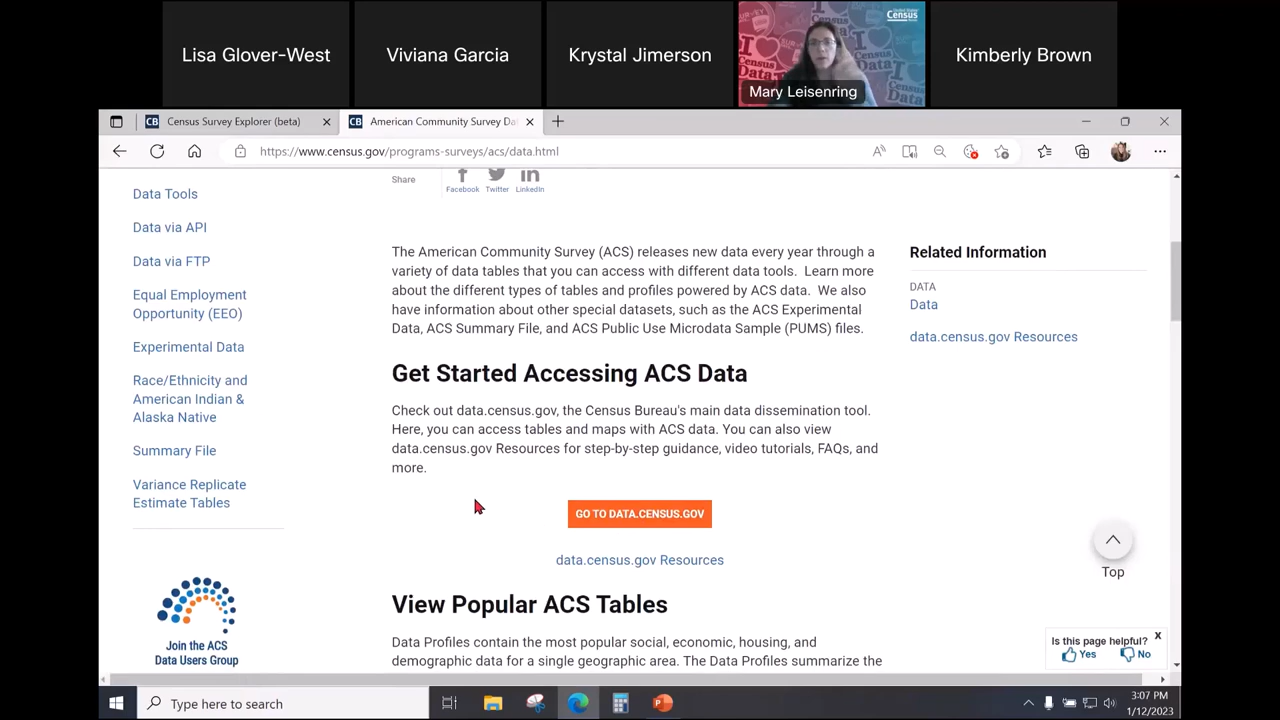 Lisa Glover-West
Viviana Garcia
Krystal Jimerson
United States
Census
Mary Leisenring
Kimberly Brown
CB Census Survey Explorer (beta)
CB American Community Survey Da
https://www.census.gov/programs-surveys/acs/data.html
Data Tools
Data via API
Data via FTP
Equal Employment
Opportunity (EEO)
Experimental Data
Race/Ethnicity and
American Indian &
Alaska Native
Summary File
Variance Replicate
Estimate Tables
Join the ACS
Data Users Group
Share
Facebook Twitter LinkedIn
The American Community Survey (ACS) releases new data every year through a
variety of data tables that you can access with different data tools. Learn more
about the different types of tables and profiles powered by ACS data. We also
have information about other special datasets, such as the ACS Experimental
Data, ACS Summary File, and ACS Public Use Microdata Sample (PUMS) files.
Get Started Accessing ACS Data
Check out data.census.gov, the Census Bureau's main data dissemination tool.
Here, you can access tables and maps with ACS data. You can also view
data.census.gov Resources for step-by-step guidance, video tutorials, FAQs, and
more.
GO TO DATA.CENSUS.GOV
data.census.gov Resources
View Popular ACS Tables
Data Profiles contain the most popular social, economic, housing, and
demographic data for a single geographic area. The Data Profiles summarize the
Related Information
DATA
Data
data.census.gov Resources
Top
Is this page helpful? X
Yes No
Type here to search
3:07 PM
1/12/2023